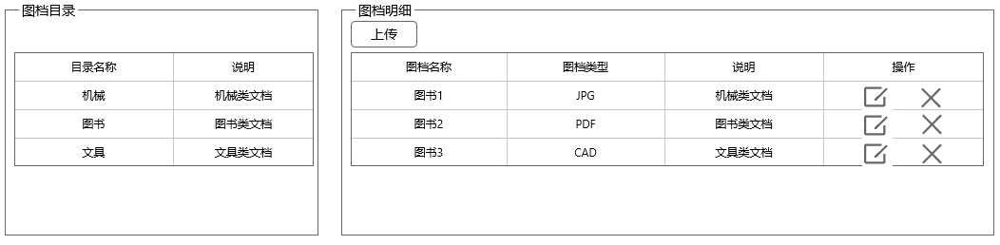 图档目录
目录名称 说明
机械 机械类文档
图书 图书类文档
文具 文具类文档
图档明细
上传
图档名称 图档类型 说明 操作
图书1 JPG 机械类文档
图书2 PDF 图书类文档
图书3 CAD 文具类文档